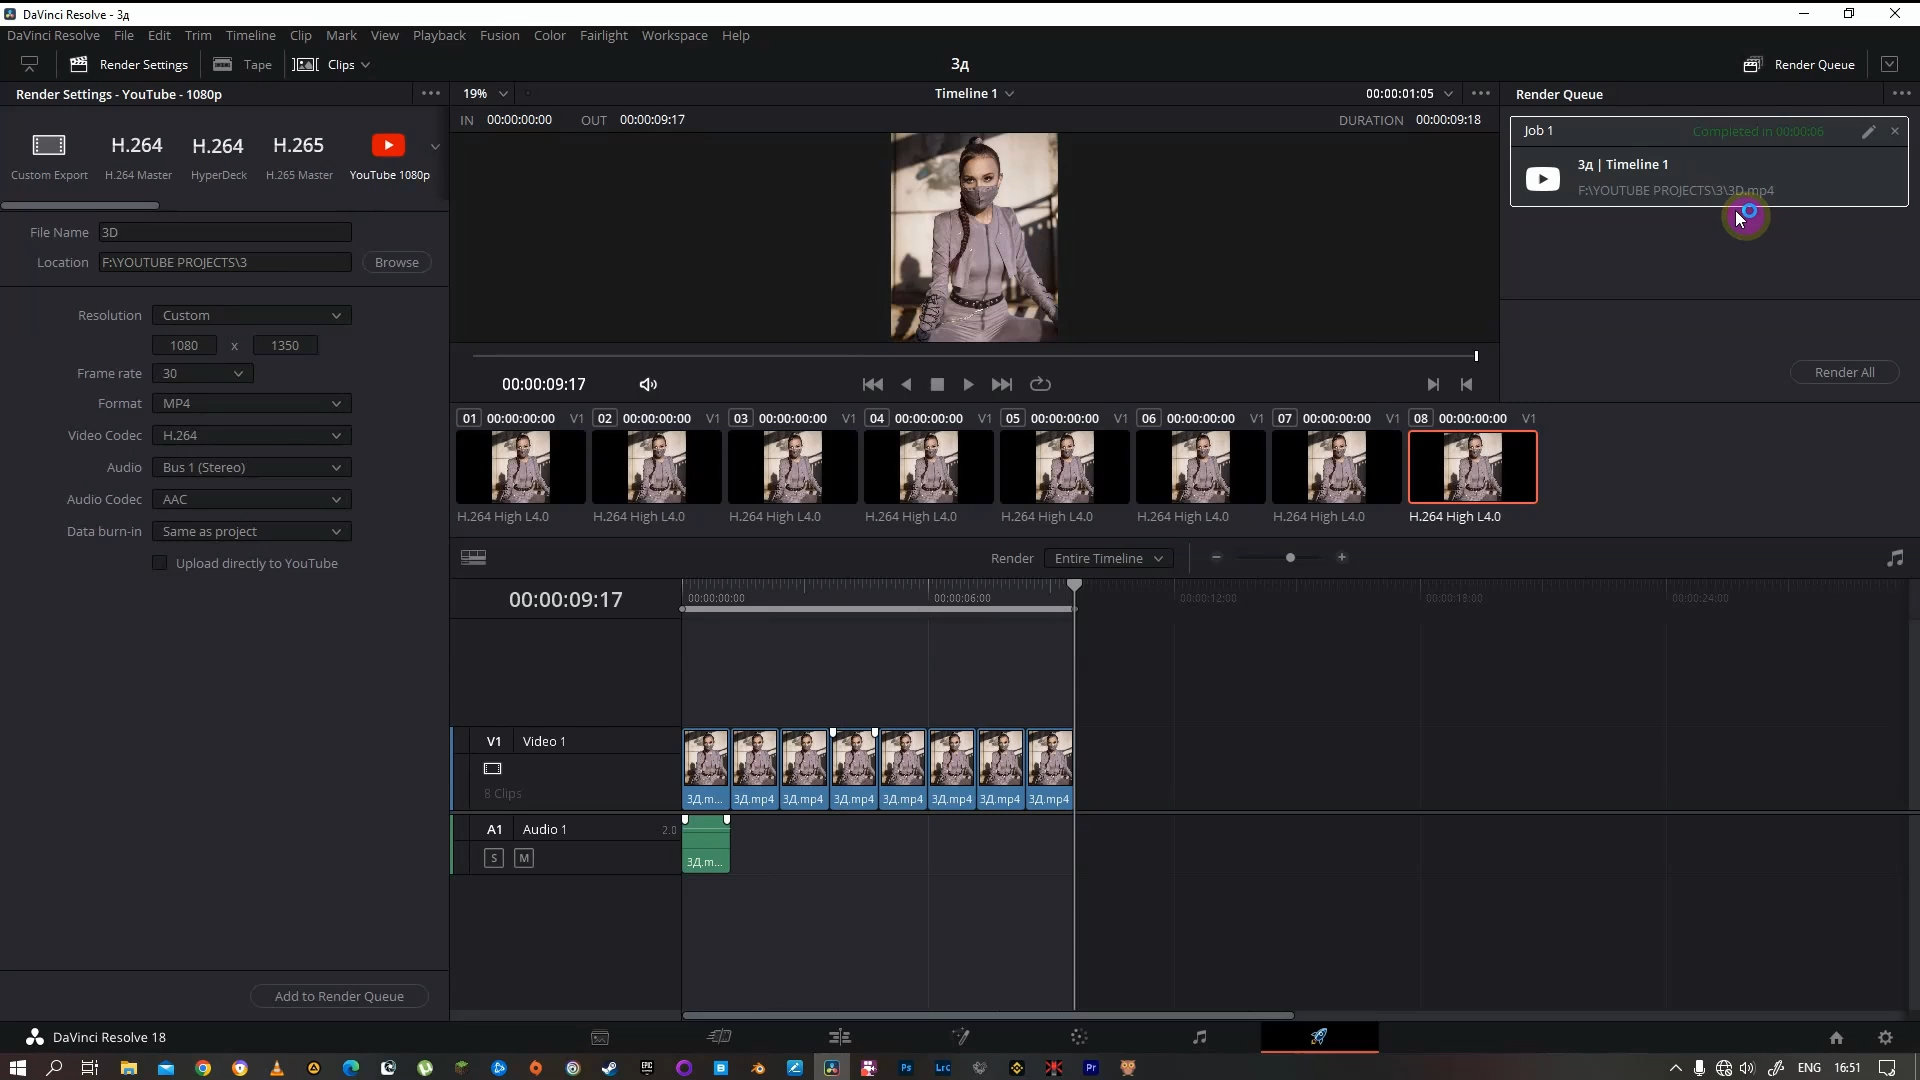 DaVinci Resolve - 3д
DaVinci Resolve File Edit Trim Timeline Clip Mark View Playback Fusion Color Fairlight Workspace Help
Render Settings Tape Clips 3д Render Queue
Render Settings - YouTube - 1080p 19% Timeline 1 00:00:01:05 Render Queue
IN 00:00:00:00 OUT 00:00:09:17 DURATION 00:00:09:18
Job 1 Completed in 00:00:06
H.264 H.264 H.265
Custom Export H.264 Master HyperDeck H.265 Master YouTube 1080p
3д | Timeline 1
F:\YOUTUBE PROJECTS\3\3D.mp4
File Name 3D
Location F:\YOUTUBE PROJECTS\3 Browse
Resolution Custom
1080 x 1350
Frame rate 30
Format MP4
Video Codec H.264
Audio Bus 1 (Stereo)
Audio Codec AAC
Data burn-in Same as project
Upload directly to YouTube
Add to Render Queue
00:00:09:17
Render All
01 00:00:00:00 V1 02 00:00:00:00 V1 03 00:00:00:00 V1 04 00:00:00:00 V1 05 00:00:00:00 V1 06 00:00:00:00 V1 07 00:00:00:00 V1 08 00:00:00:00 V1
H.264 High L4.0 H.264 High L4.0 H.264 High L4.0 H.264 High L4.0 H.264 High L4.0 H.264 High L4.0 H.264 High L4.0 H.264 High L4.0
Render Entire Timeline
00:00:09:17 00:00:00:00 00:00:06:00 00:00:12:00 00:00:18:00 00:00:24:00
V1 Video 1
8 Clips
3Д.m... 3Д.mp4 3Д.mp4 3Д.mp4 3Д.mp4 3Д.mp4 3Д.mp4 3Д.mp4
A1 Audio 1 2.0
S M
3Д.m...
DaVinci Resolve 18
EPIC Ps Lrc Pr ENG 16:51